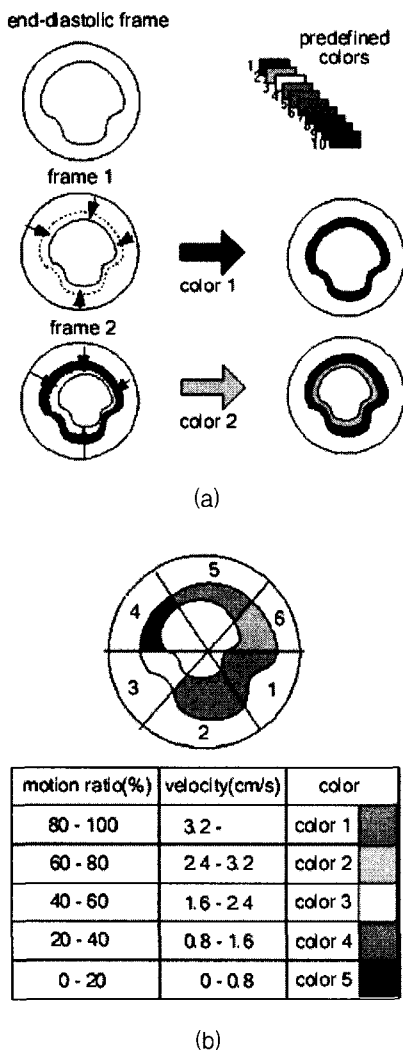 end-diastolic frame
predefined
colors
1
2
3
4
5
6
7
8
9
10
frame 1
color 1
frame 2
color 2
(a)
5
4
6
3
1
2
motion ratio(%) velocity(cm/s) color
80 - 100 3.2 - color 1
60 - 80 2.4 - 3.2 color 2
40 - 60 1.6 - 2.4 color 3
20 - 40 0.8 - 1.6 color 4
0 - 20 0 - 0.8 color 5
(b)